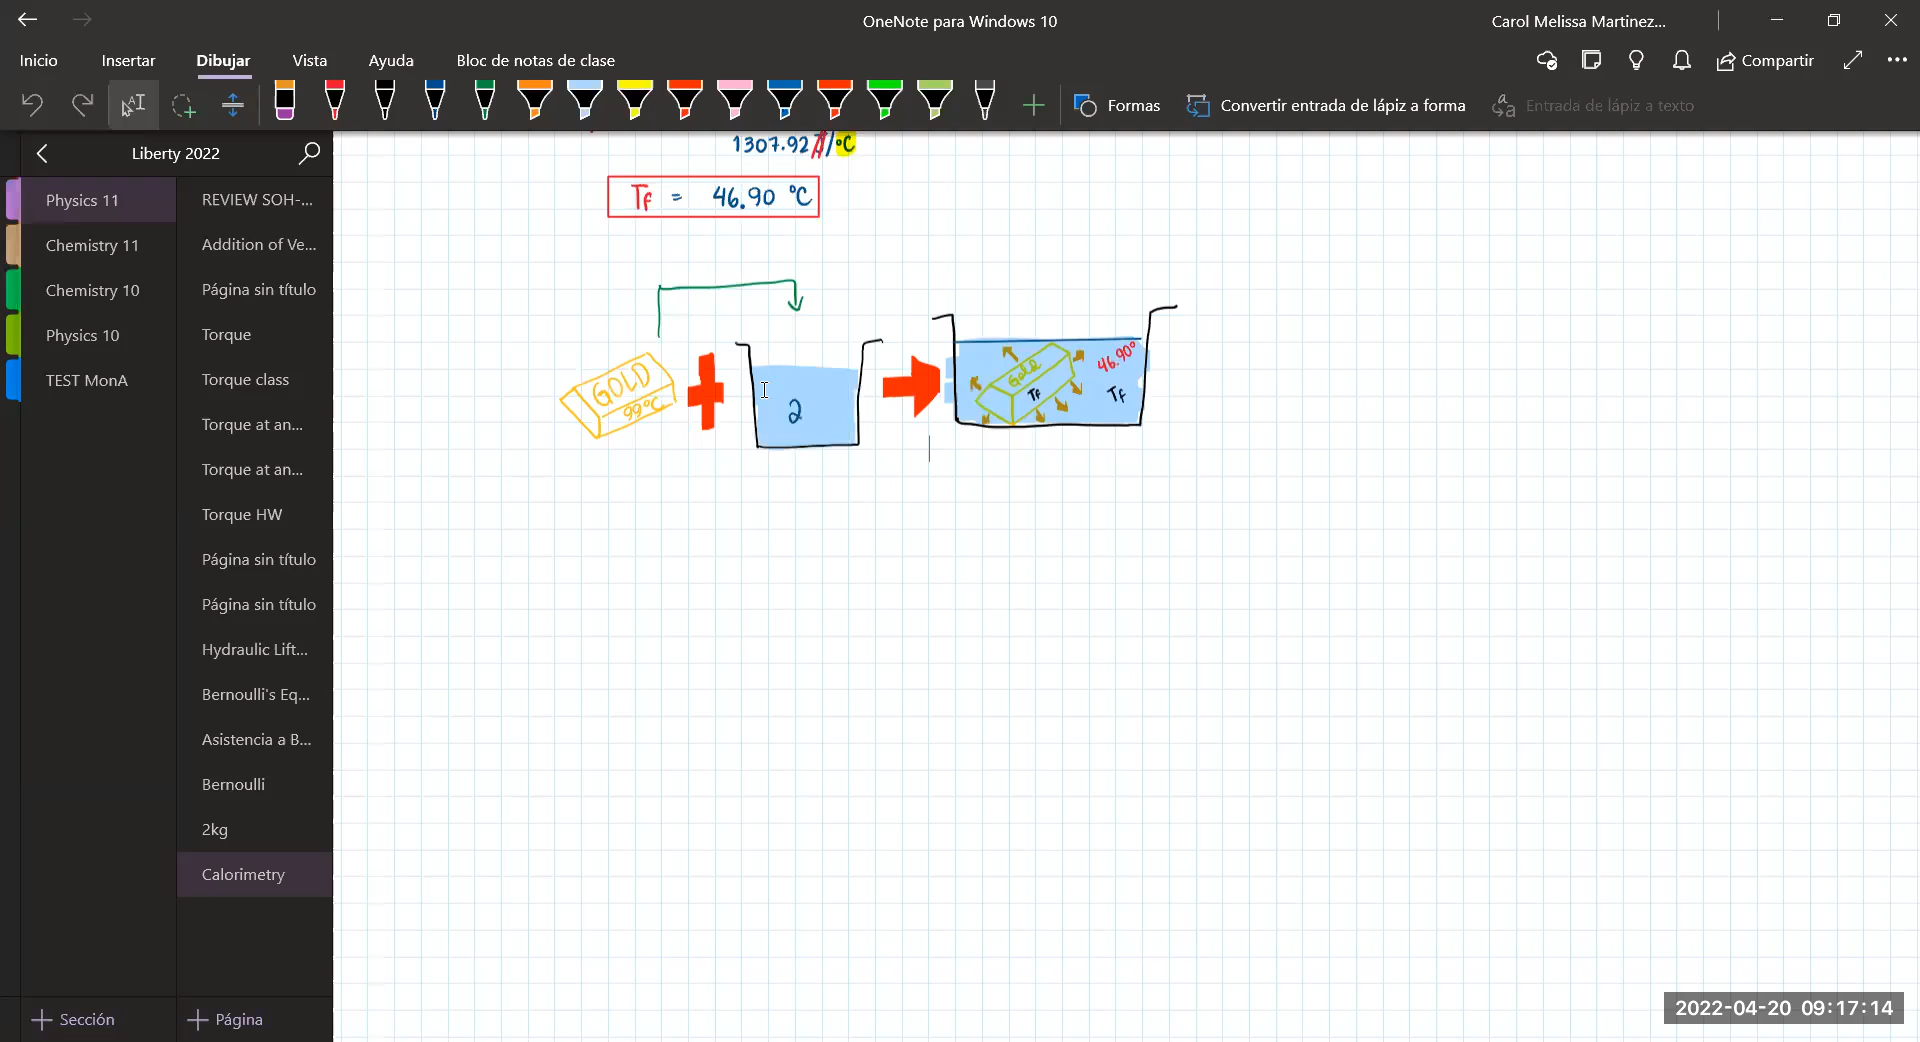 OneNote para Windows 10
Carol Melissa Martinez...
Inicio
Insertar
Dibujar
Vista
Ayuda
Bloc de notas de clase
Compartir
Formas
Convertir entrada de lápiz a forma
Entrada de lápiz a texto
Liberty 2022
Physics 11
Chemistry 11
Chemistry 10
Physics 10
TEST MonA
REVIEW SOH-...
Addition of Ve...
Página sin título
Torque
Torque class
Torque at an...
Torque at an...
Torque HW
Página sin título
Página sin título
Hydraulic Lift...
Bernoulli's Eq...
Asistencia a B...
Bernoulli
2kg
Calorimetry
Sección
Página
1307.92 J/°C
Tf = 46.90 °C
GOLD
99°C
2
Gold
Tf
46.90°
Tf
2022-04-20 09:17:14